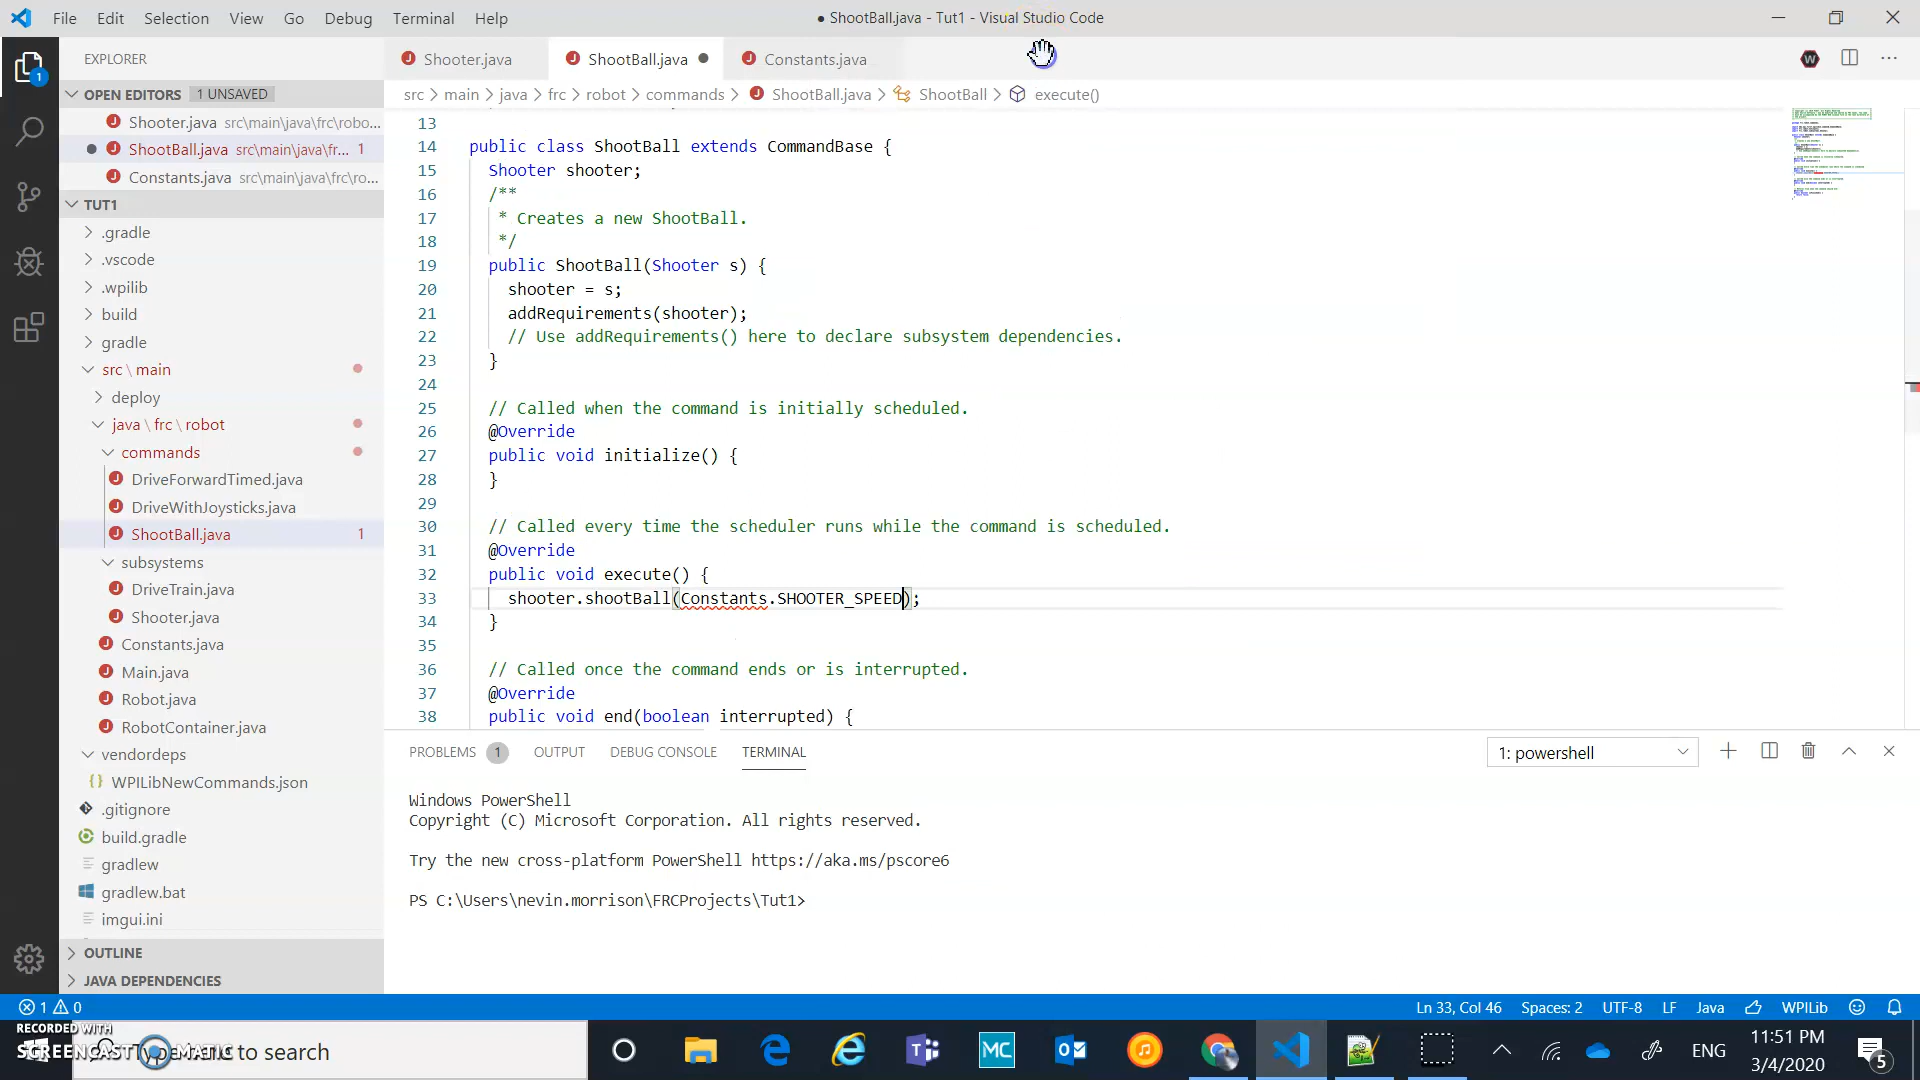 File Edit Selection View Go Debug Terminal Help
● ShootBall.java - Tut1 - Visual Studio Code
EXPLORER
OPEN EDITORS 1 UNSAVED
Shooter.java src\main\java\frc\robo...
ShootBall.java src\main\java\fr... 1
Constants.java src\main\java\frc\ro...
TUT1
.gradle
.vscode
.wpilib
build
gradle
src \ main
deploy
java \ frc \ robot
commands
DriveForwardTimed.java
DriveWithJoysticks.java
ShootBall.java 1
subsystems
DriveTrain.java
Shooter.java
Constants.java
Main.java
Robot.java
RobotContainer.java
vendordeps
WPILibNewCommands.json
.gitignore
build.gradle
gradlew
gradlew.bat
imgui.ini
OUTLINE
JAVA DEPENDENCIES
Shooter.java ShootBall.java Constants.java
src > main > java > frc > robot > commands > ShootBall.java > ShootBall > execute()
13
14 public class ShootBall extends CommandBase {
15 Shooter shooter;
16 /**
17 * Creates a new ShootBall.
18 */
19 public ShootBall(Shooter s) {
20 shooter = s;
21 addRequirements(shooter);
22 // Use addRequirements() here to declare subsystem dependencies.
23 }
24
25 // Called when the command is initially scheduled.
26 @Override
27 public void initialize() {
28 }
29
30 // Called every time the scheduler runs while the command is scheduled.
31 @Override
32 public void execute() {
33 shooter.shootBall(Constants.SHOOTER_SPEED);
34 }
35
36 // Called once the command ends or is interrupted.
37 @Override
38 public void end(boolean interrupted) {
PROBLEMS 1 OUTPUT DEBUG CONSOLE TERMINAL
1: powershell
Windows PowerShell
Copyright (C) Microsoft Corporation. All rights reserved.
Try the new cross-platform PowerShell https://aka.ms/pscore6
PS C:\Users\nevin.morrison\FRCProjects\Tut1>
1 0
Ln 33, Col 46 Spaces: 2 UTF-8 LF Java WPILib
RECORDED WITH
SCREENCAST MATIC
Type here to search
MC
ENG
11:51 PM
3/4/2020
5